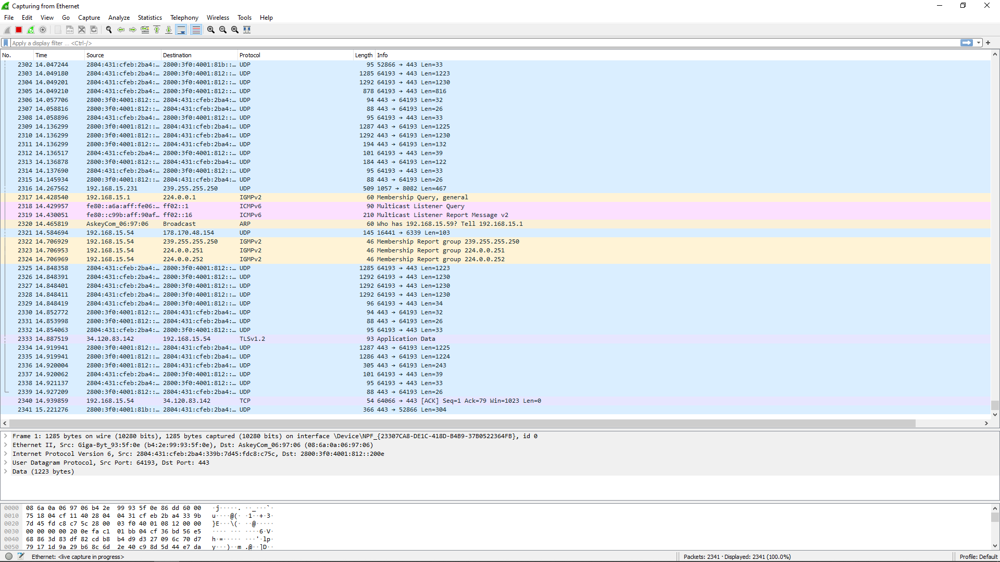 Capturing from Ethernet
File Edit View Go Capture Analyze Statistics Telephony Wireless Tools Help
Apply a display filter ... <Ctrl-/>
No. Time Source Destination Protocol Length Info
2302 14.047244 2804:431:cfeb:2ba4:… 2800:3f0:4001:81b::… UDP 95 52866 → 443 Len=33
2303 14.049180 2804:431:cfeb:2ba4:… 2800:3f0:4001:812::… UDP 1285 64193 → 443 Len=1223
2304 14.049201 2804:431:cfeb:2ba4:… 2800:3f0:4001:812::… UDP 1292 64193 → 443 Len=1230
2305 14.049210 2804:431:cfeb:2ba4:… 2800:3f0:4001:812::… UDP 878 64193 → 443 Len=816
2306 14.057706 2800:3f0:4001:812::… 2804:431:cfeb:2ba4:… UDP 94 443 → 64193 Len=32
2307 14.058816 2800:3f0:4001:812::… 2804:431:cfeb:2ba4:… UDP 88 443 → 64193 Len=26
2308 14.058896 2804:431:cfeb:2ba4:… 2800:3f0:4001:812::… UDP 95 64193 → 443 Len=33
2309 14.136299 2800:3f0:4001:812::… 2804:431:cfeb:2ba4:… UDP 1287 443 → 64193 Len=1225
2310 14.136299 2800:3f0:4001:812::… 2804:431:cfeb:2ba4:… UDP 1292 443 → 64193 Len=1230
2311 14.136299 2800:3f0:4001:812::… 2804:431:cfeb:2ba4:… UDP 194 443 → 64193 Len=132
2312 14.136517 2804:431:cfeb:2ba4:… 2800:3f0:4001:812::… UDP 101 64193 → 443 Len=39
2313 14.136878 2800:3f0:4001:812::… 2804:431:cfeb:2ba4:… UDP 184 443 → 64193 Len=122
2314 14.137690 2804:431:cfeb:2ba4:… 2800:3f0:4001:812::… UDP 95 64193 → 443 Len=33
2315 14.145934 2800:3f0:4001:812::… 2804:431:cfeb:2ba4:… UDP 88 443 → 64193 Len=26
2316 14.267562 192.168.15.231 239.255.255.250 UDP 509 1057 → 8082 Len=467
2317 14.428540 192.168.15.1 224.0.0.1 IGMPv2 60 Membership Query, general
2318 14.429957 fe80::a6a:aff:fe06:… ff02::1 ICMPv6 90 Multicast Listener Query
2319 14.430051 fe80::c99b:aff:90af… ff02::16 ICMPv6 210 Multicast Listener Report Message v2
2320 14.465819 AskeyCom_06:97:06 Broadcast ARP 60 Who has 192.168.15.59? Tell 192.168.15.1
2321 14.584694 192.168.15.54 178.170.48.154 UDP 145 16441 → 6339 Len=103
2322 14.706929 192.168.15.54 239.255.255.250 IGMPv2 46 Membership Report group 239.255.255.250
2323 14.706953 192.168.15.54 224.0.0.251 IGMPv2 46 Membership Report group 224.0.0.251
2324 14.706969 192.168.15.54 224.0.0.252 IGMPv2 46 Membership Report group 224.0.0.252
2325 14.848358 2804:431:cfeb:2ba4:… 2800:3f0:4001:812::… UDP 1285 64193 → 443 Len=1223
2326 14.848391 2804:431:cfeb:2ba4:… 2800:3f0:4001:812::… UDP 1292 64193 → 443 Len=1230
2327 14.848401 2804:431:cfeb:2ba4:… 2800:3f0:4001:812::… UDP 1292 64193 → 443 Len=1230
2328 14.848411 2804:431:cfeb:2ba4:… 2800:3f0:4001:812::… UDP 1292 64193 → 443 Len=1230
2329 14.848419 2804:431:cfeb:2ba4:… 2800:3f0:4001:812::… UDP 96 64193 → 443 Len=34
2330 14.852772 2800:3f0:4001:812::… 2804:431:cfeb:2ba4:… UDP 94 443 → 64193 Len=32
2331 14.853998 2800:3f0:4001:812::… 2804:431:cfeb:2ba4:… UDP 88 443 → 64193 Len=26
2332 14.854063 2804:431:cfeb:2ba4:… 2800:3f0:4001:812::… UDP 95 64193 → 443 Len=33
2333 14.887519 34.120.83.142 192.168.15.54 TLSv1.2 93 Application Data
2334 14.919941 2800:3f0:4001:812::… 2804:431:cfeb:2ba4:… UDP 1287 443 → 64193 Len=1225
2335 14.919941 2800:3f0:4001:812::… 2804:431:cfeb:2ba4:… UDP 1286 443 → 64193 Len=1224
2336 14.920004 2800:3f0:4001:812::… 2804:431:cfeb:2ba4:… UDP 305 443 → 64193 Len=243
2337 14.920062 2804:431:cfeb:2ba4:… 2800:3f0:4001:812::… UDP 101 64193 → 443 Len=39
2338 14.921137 2804:431:cfeb:2ba4:… 2800:3f0:4001:812::… UDP 95 64193 → 443 Len=33
2339 14.927209 2800:3f0:4001:812::… 2804:431:cfeb:2ba4:… UDP 88 443 → 64193 Len=26
2340 14.939859 192.168.15.54 34.120.83.142 TCP 54 64066 → 443 [ACK] Seq=1 Ack=79 Win=1023 Len=0
2341 15.221276 2800:3f0:4001:81b::… 2804:431:cfeb:2ba4:… UDP 366 443 → 52866 Len=304
Frame 1: 1285 bytes on wire (10280 bits), 1285 bytes captured (10280 bits) on interface \Device\NPF_{23307CA8-DE1C-418D-B4B9-37B0522364FB}, id 0
Ethernet II, Src: Giga-Byt_93:5f:0e (b4:2e:99:93:5f:0e), Dst: AskeyCom_06:97:06 (08:6a:0a:06:97:06)
Internet Protocol Version 6, Src: 2804:431:cfeb:2ba4:339b:7d45:fdc8:c75c, Dst: 2800:3f0:4001:812::200e
User Datagram Protocol, Src Port: 64193, Dst Port: 443
Data (1223 bytes)
0000 08 6a 0a 06 97 06 b4 2e 99 93 5f 0e 86 dd 60 00 ·j·····. ··_···`·
0010 75 18 04 cf 11 40 28 04 04 31 cf eb 2b a4 33 9b u····@(· ·1··+·3·
0020 7d 45 fd c8 c7 5c 28 00 03 f0 40 01 08 12 00 00 }E···\(· ··@·····
0030 00 00 00 00 20 0e fa c1 01 bb 04 cf 36 bd 56 e5 ···· ··· ····6·V·
0040 68 86 3d 83 df 82 cd b8 b4 d9 d3 27 09 6c 70 d7 h·=····· ···'·lp·
0050 79 17 1d 9a 29 b6 8c 6d 2e 40 c9 8d 5d 44 e7 da y···)··m .@··]D··
Ethernet: <live capture in progress> Packets: 2341 · Displayed: 2341 (100.0%) Profile: Default